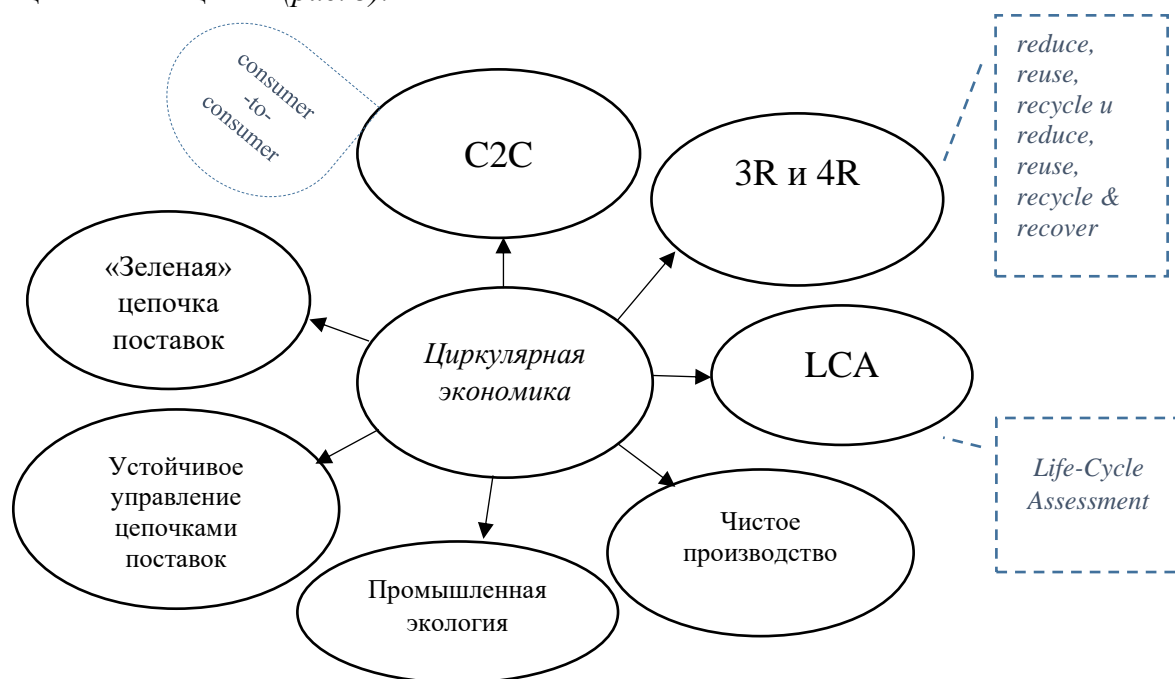 consumer
-to-
consumer
C2C
3R и 4R
reduce,
reuse,
recycle и
reduce,
reuse,
recycle &
recover
«Зеленая»
цепочка
поставок
Циркулярная
экономика
LCA
Life-Cycle
Assessment
Устойчивое
управление
цепочками
поставок
Чистое
производство
Промышленная
экология